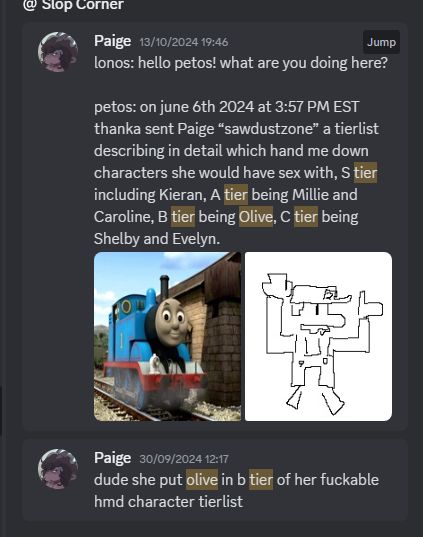 @ Slop Corner
Paige 13/10/2024 19:46
Jump
lonos: hello petos! what are you doing here?
petos: on june 6th 2024 at 3:57 PM EST
thanka sent Paige “sawdustzone” a tierlist
describing in detail which hand me down
characters she would have sex with, S tier
including Kieran, A tier being Millie and
Caroline, B tier being Olive, C tier being
Shelby and Evelyn.
Paige 30/09/2024 12:17
dude she put olive in b tier of her fuckable
hmd character tierlist